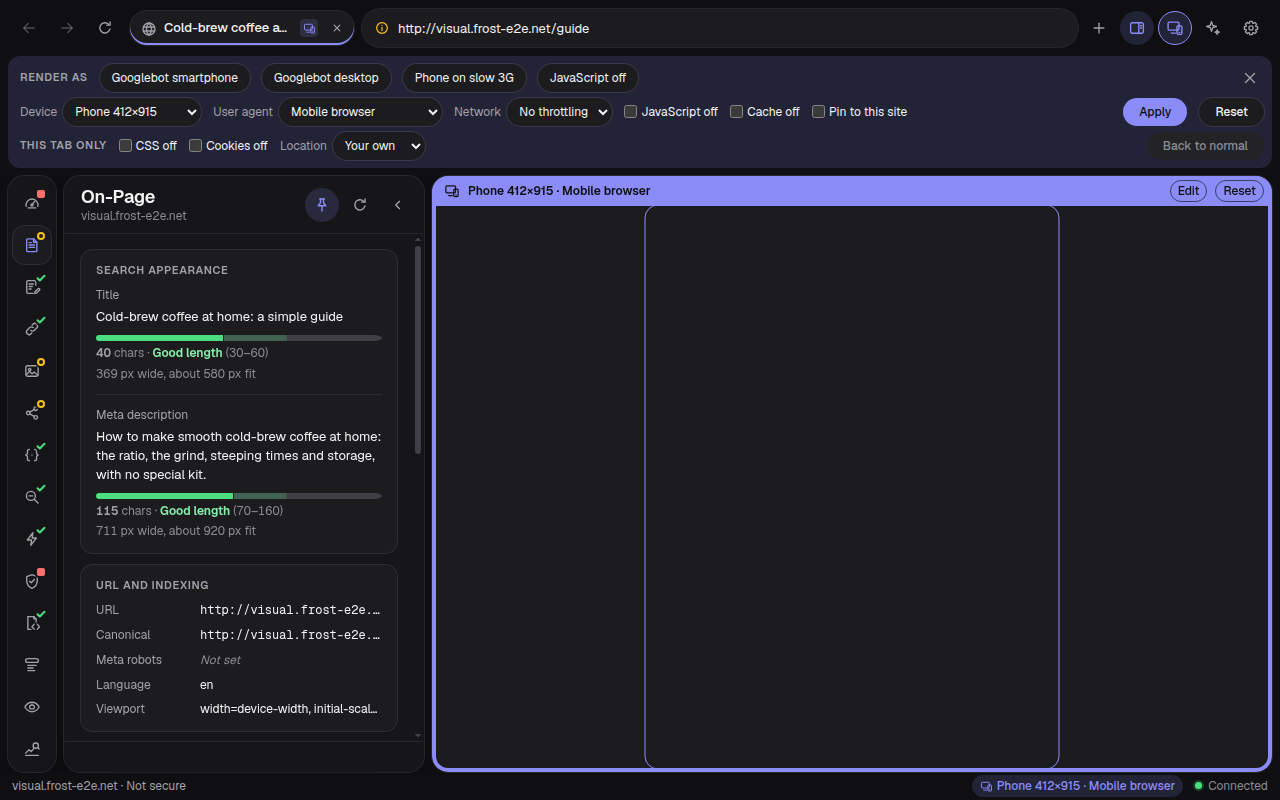 Cold-brew coffee a...
http://visual.frost-e2e.net/guide
RENDER AS Googlebot smartphone Googlebot desktop Phone on slow 3G JavaScript off
Device Phone 412×915 User agent Mobile browser Network No throttling JavaScript off Cache off Pin to this site Apply Reset
THIS TAB ONLY CSS off Cookies off Location Your own Back to normal
On-Page
visual.frost-e2e.net
SEARCH APPEARANCE
Title
Cold-brew coffee at home: a simple guide
40 chars · Good length (30–60)
369 px wide, about 580 px fit
Meta description
How to make smooth cold-brew coffee at home:
the ratio, the grind, steeping times and storage,
with no special kit.
115 chars · Good length (70–160)
711 px wide, about 920 px fit
URL AND INDEXING
URL http://visual.frost-e2e.…
Canonical http://visual.frost-e2e.…
Meta robots Not set
Language en
Viewport width=device-width, initial-scal…
Phone 412×915 · Mobile browser Edit Reset
visual.frost-e2e.net · Not secure
Phone 412×915 · Mobile browser Connected